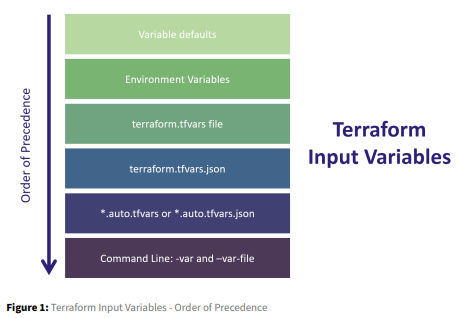 Variable defaults
Environment Variables
terraform.tfvars file
terraform.tfvars.json
*.auto.tfvars or *.auto.tfvars.json
Command Line: -var and –var-file
Order of Precedence
Terraform
Input Variables
Figure 1: Terraform Input Variables - Order of Precedence